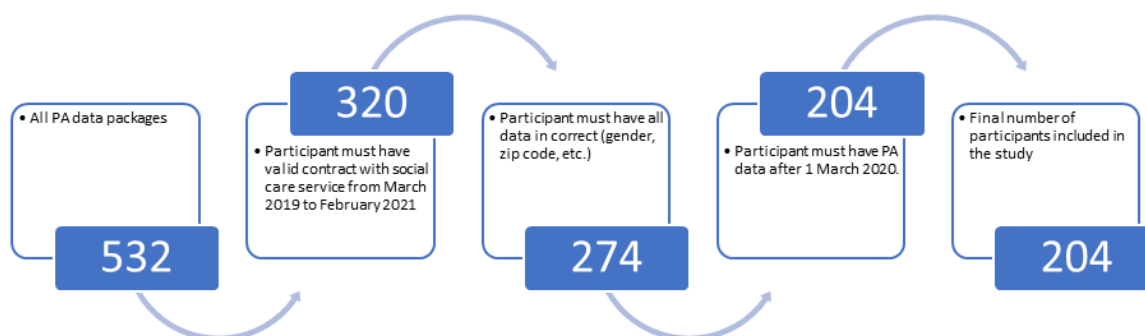 • All PA data packages
532
320
• Participant must have
valid contract with social
care service from March
2019 to February 2021
• Participant must have all
data in correct (gender,
zip code, etc.)
274
204
• Participant must have PA
data after 1 March 2020.
• Final number of
participants included in
the study
204